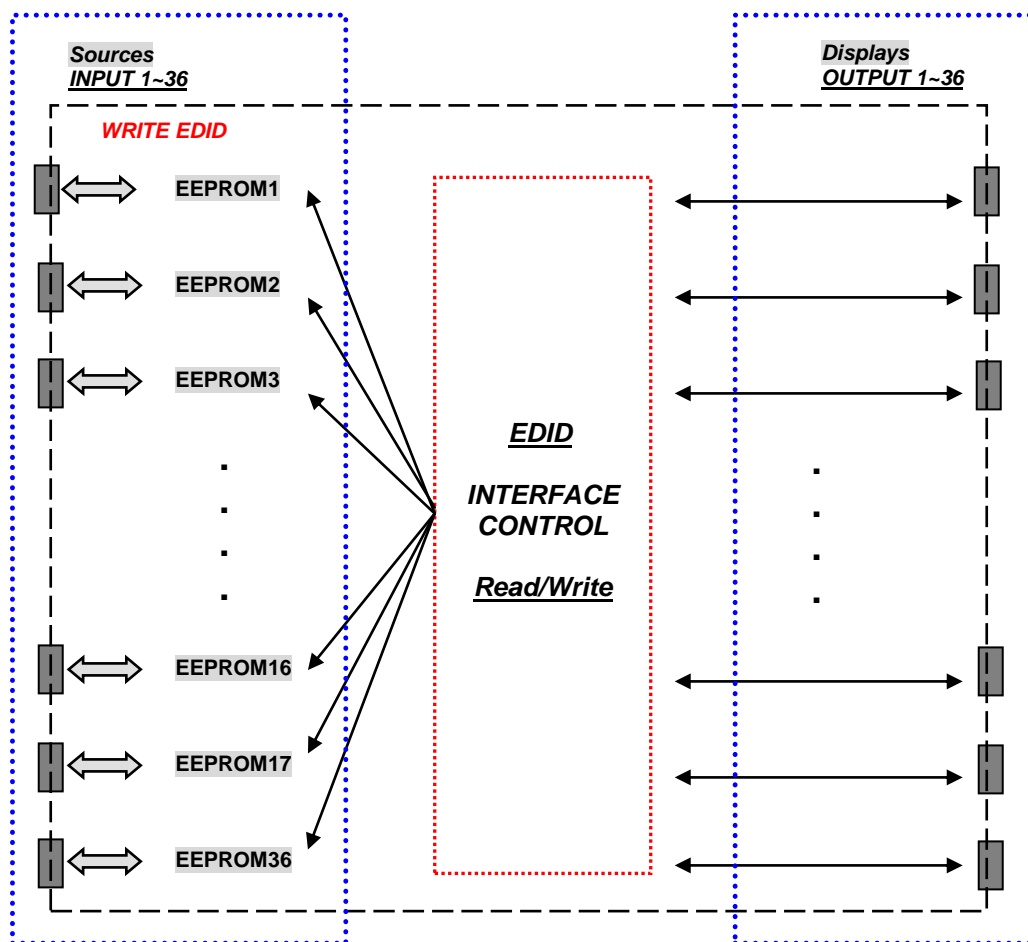 Sources
INPUT 1~36
Displays
OUTPUT 1~36
WRITE EDID
EEPROM1
EEPROM2
EEPROM3
EDID
INTERFACE
CONTROL
Read/Write
EEPROM16
EEPROM17
EEPROM36